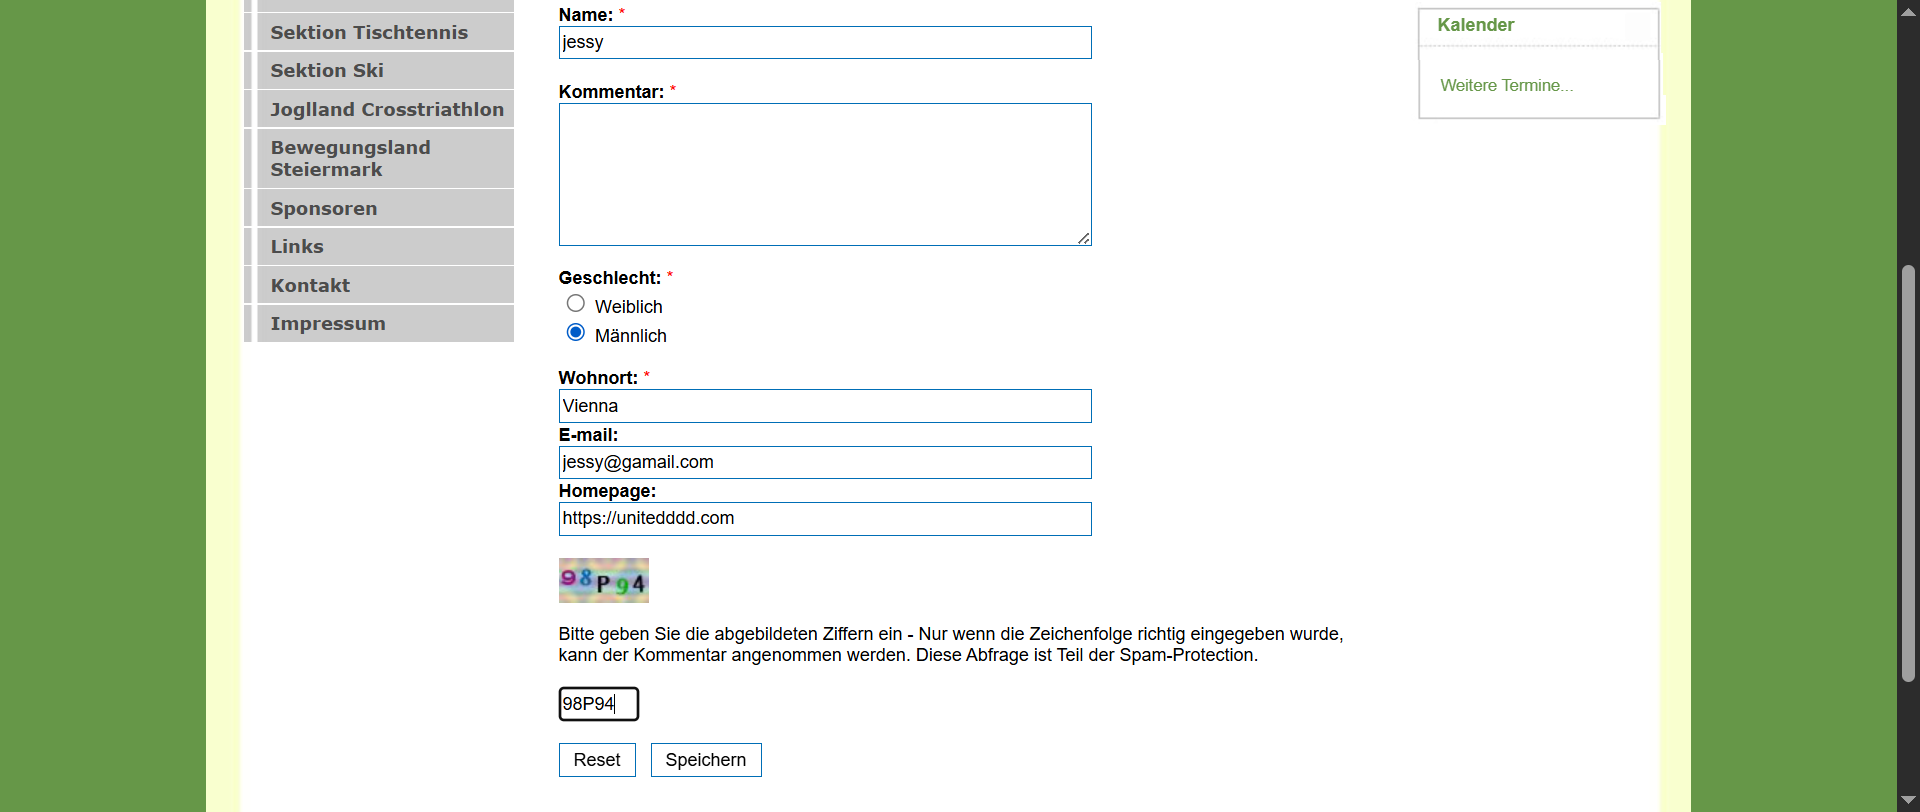 Sektion Tischtennis
Sektion Ski
Joglland Crosstriathlon
Bewegungsland
Steiermark
Sponsoren
Links
Kontakt
Impressum
Name: *
jessy
Kommentar: *
Geschlecht: *
Weiblich
Männlich
Wohnort: *
Vienna
E-mail:
jessy@gamail.com
Homepage:
https://unitedddd.com
98P94
Bitte geben Sie die abgebildeten Ziffern ein - Nur wenn die Zeichenfolge richtig eingegeben wurde,
kann der Kommentar angenommen werden. Diese Abfrage ist Teil der Spam-Protection.
98P94
Reset
Speichern
Kalender
Weitere Termine...